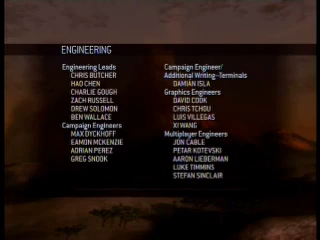 ENGINEERING
Engineering Leads
CHRIS BUTCHER
HAO CHEN
CHARLIE GOUGH
ZACH RUSSELL
DREW SOLOMON
BEN WALLACE
Campaign Engineers
MAX DYCKHOFF
EAMON MCKENZIE
ADRIAN PEREZ
GREG SNOOK
Campaign Engineer/
Additional Writing-Terminals
DAMIAN ISLA
Graphics Engineers
DAVID COOK
CHRIS TCHOU
LUIS VILLEGAS
XI WANG
Multiplayer Engineers
JON CABLE
PETAR KOTEVSKI
AARON LIEBERMAN
LUKE TIMMINS
STEFAN SINCLAIR